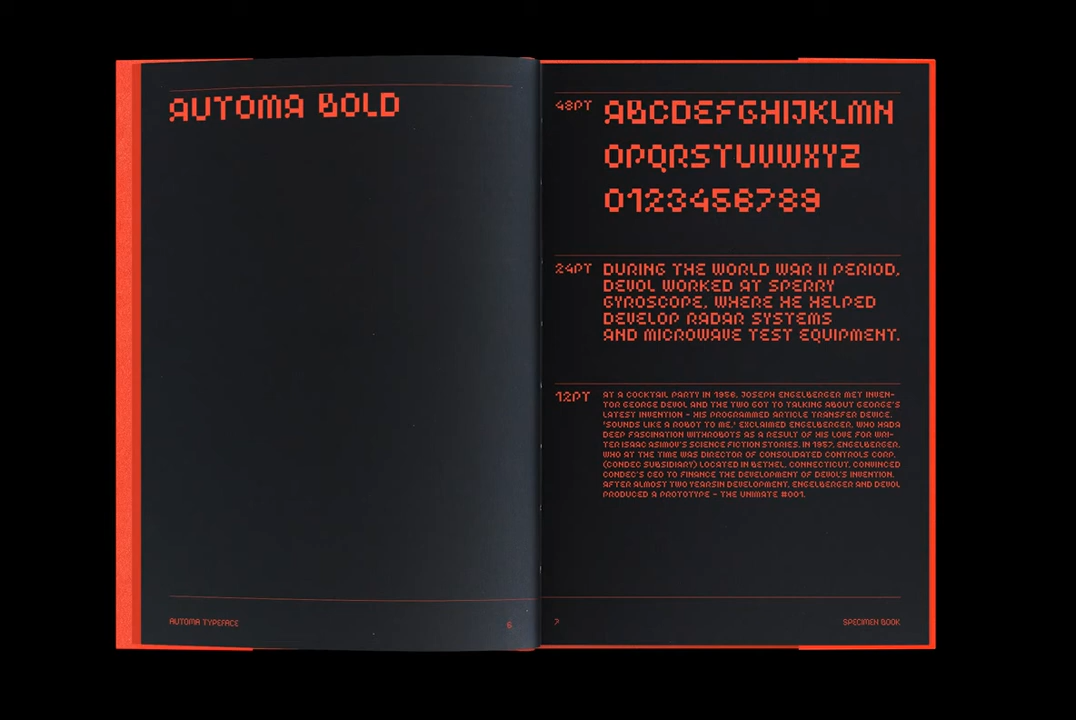 AUTOMA BOLD
AUTOMA TYPEFACE
6
48PT
ABCDEFGHIJKLMN
OPQRSTUVWXYZ
0123456789
24PT
DURING THE WORLD WAR II PERIOD,
DEVOL WORKED AT SPERRY
GYROSCOPE, WHERE HE HELPED
DEVELOP RADAR SYSTEMS
AND MICROWAVE TEST EQUIPMENT.
12PT
AT A COCKTAIL PARTY IN 1956, JOSEPH ENGELBERGER MET INVEN-
TOR GEORGE DEVOL AND THE TWO GOT TO TALKING ABOUT GEORGE'S
LATEST INVENTION - HIS PROGRAMMED ARTICLE TRANSFER DEVICE.
'SOUNDS LIKE A ROBOT TO ME,' EXCLAIMED ENGELBERGER, WHO HADA
DEEP FASCINATION WITHROBOTS AS A RESULT OF HIS LOVE FOR WRI-
TER ISAAC ASIMOV'S SCIENCE FICTION STORIES. IN 1957, ENGELBERGER,
WHO AT THE TIME WAS DIRECTOR OF CONSOLIDATED CONTROLS CORP.
(CONDEC SUBSIDIARY) LOCATED IN BETHEL, CONNECTICUT, CONVINCED
CONDEC'S CEO TO FINANCE THE DEVELOPMENT OF DEVOL'S INVENTION.
AFTER ALMOST TWO YEARSIN DEVELOPMENT, ENGELBERGER AND DEVOL
PRODUCED A PROTOTYPE - THE UNIMATE #001.
7
SPECIMEN BOOK